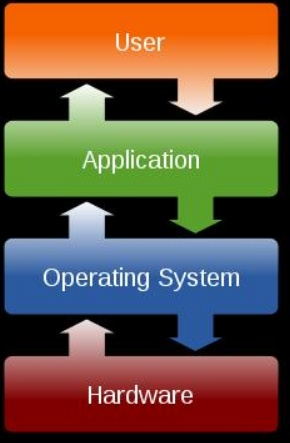 User
Application
Operating System
Hardware